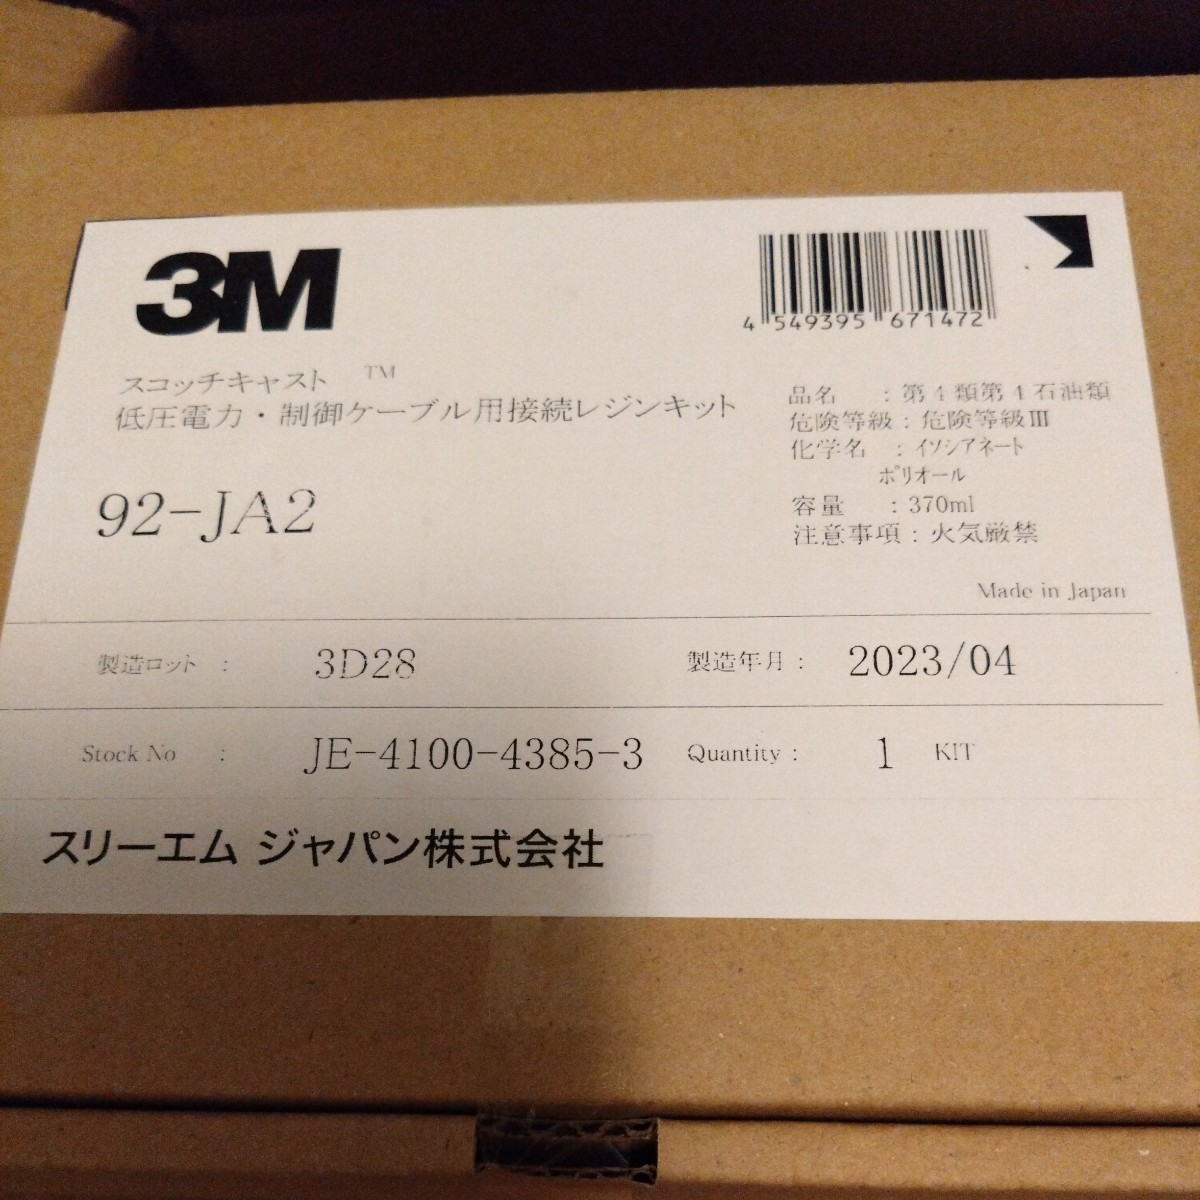 3M
4 549395 671472
スコッチキャスト ™
低圧電力・制御ケーブル用接続レジンキット
92-JA2
品名 : 第4類第4石油類
危険等級 : 危険等級Ⅲ
化学名 : イソシアネート
ポリオール
容量 : 370ml
注意事項 : 火気厳禁
Made in Japan
製造ロット : 3D28
製造年月 : 2023/04
Stock No : JE-4100-4385-3
Quantity : 1 KIT
スリーエム ジャパン株式会社